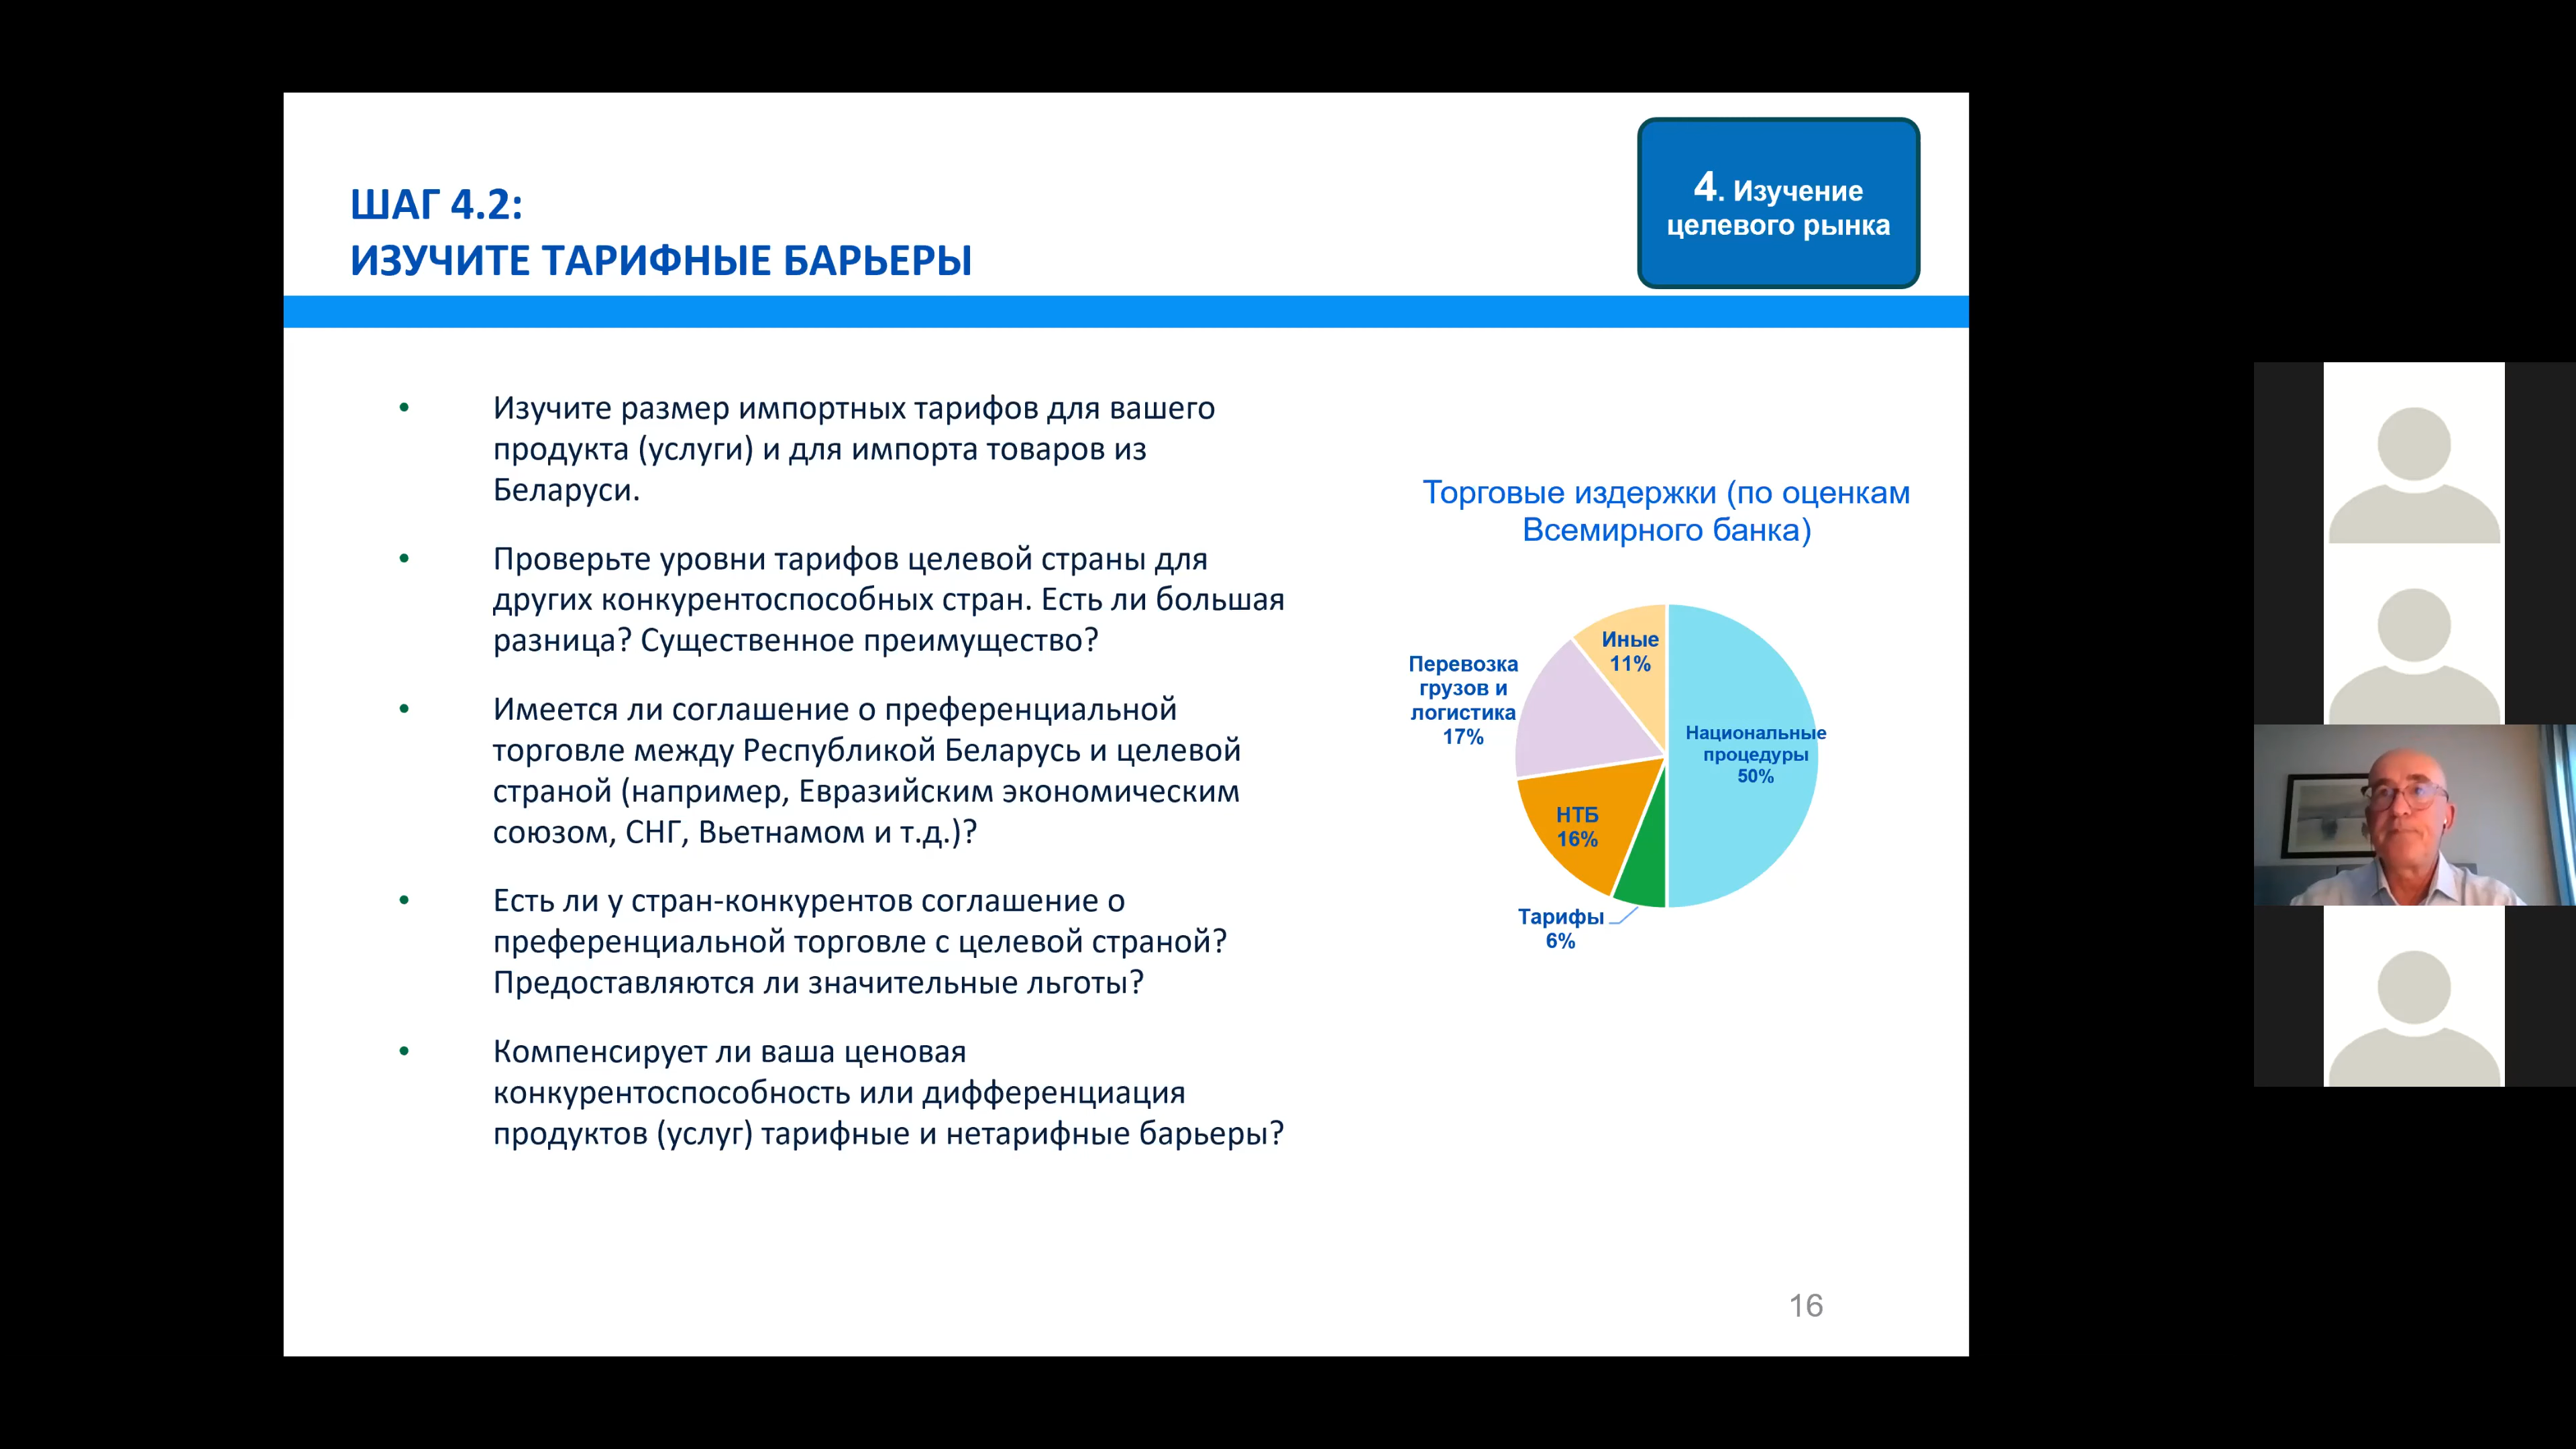 4. Изучение
целевого рынка
ШАГ 4.2:
ИЗУЧИТЕ ТАРИФНЫЕ БАРЬЕРЫ
• Изучите размер импортных тарифов для вашего
продукта (услуги) и для импорта товаров из
Беларуси.
• Проверьте уровни тарифов целевой страны для
других конкурентоспособных стран. Есть ли большая
разница? Существенное преимущество?
• Имеется ли соглашение о преференциальной
торговле между Республикой Беларусь и целевой
страной (например, Евразийским экономическим
союзом, СНГ, Вьетнамом и т.д.)?
• Есть ли у стран-конкурентов соглашение о
преференциальной торговле с целевой страной?
Предоставляются ли значительные льготы?
• Компенсирует ли ваша ценовая
конкурентоспособность или дифференциация
продуктов (услуг) тарифные и нетарифные барьеры?
Торговые издержки (по оценкам
Всемирного банка)
Иные
11%
Перевозка
грузов и
логистика
17%
Национальные
процедуры
50%
НТБ
16%
Тарифы
6%
16